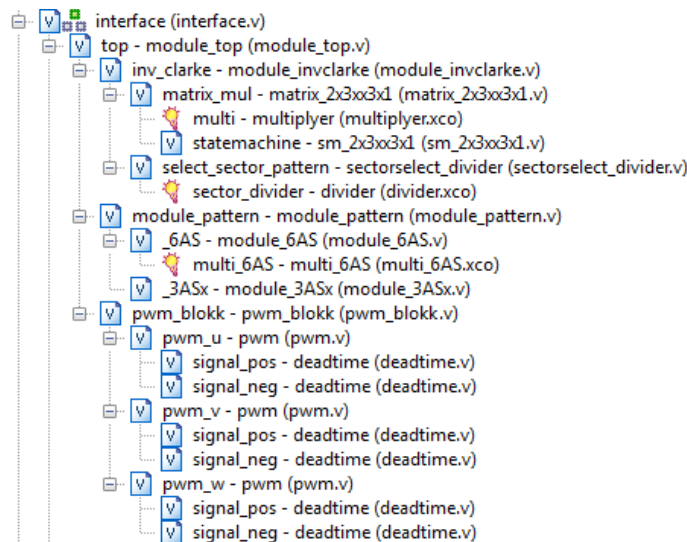 interface (interface.v)
top - module_top (module_top.v)
inv_clarke - module_invclarke (module_invclarke.v)
matrix_mul - matrix_2x3xx3x1 (matrix_2x3xx3x1.v)
multi - multiplyer (multiplyer.xco)
statemachine - sm_2x3xx3x1 (sm_2x3xx3x1.v)
select_sector_pattern - sectorselect_divider (sectorselect_divider.v)
sector_divider - divider (divider.xco)
module_pattern - module_pattern (module_pattern.v)
_6AS - module_6AS (module_6AS.v)
multi_6AS - multi_6AS (multi_6AS.xco)
_3ASx - module_3ASx (module_3ASx.v)
pwm_blokk - pwm_blokk (pwm_blokk.v)
pwm_u - pwm (pwm.v)
signal_pos - deadtime (deadtime.v)
signal_neg - deadtime (deadtime.v)
pwm_v - pwm (pwm.v)
signal_pos - deadtime (deadtime.v)
signal_neg - deadtime (deadtime.v)
pwm_w - pwm (pwm.v)
signal_pos - deadtime (deadtime.v)
signal_neg - deadtime (deadtime.v)